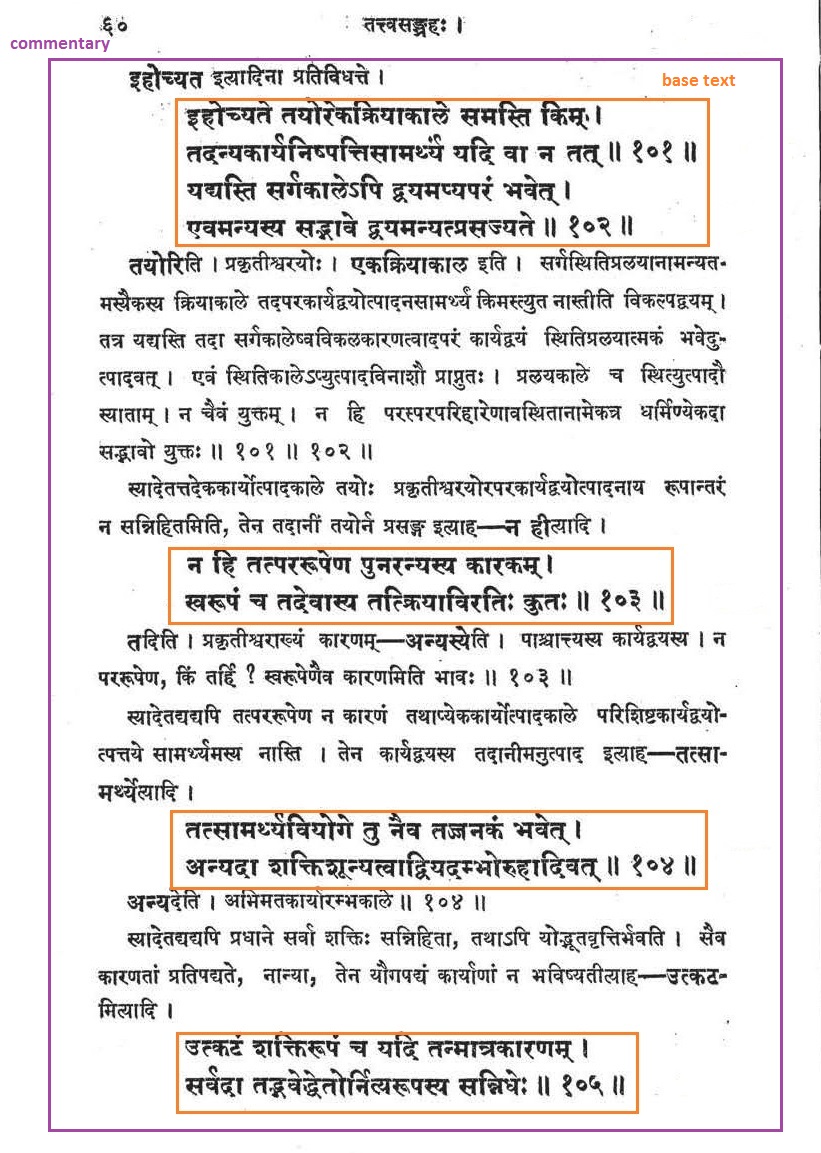 ६०
तत्त्वसङ्ग्रहः ।
commentary
इहोच्यत इत्यादिना प्रतिविधत्ते ।
base text
इहोच्यते तयोरेकक्रियाकाले समस्ति किम् ।
तदन्यकार्यनिष्पत्तिसामर्थ्यं यदि वा न तत् ॥ १०१ ॥
यद्यस्ति सर्गकालेऽपि द्वयमप्यपरं भवेत् ।
एवमन्यस्य सद्भावे द्वयमन्यत्प्रसज्यते ॥ १०२ ॥
तयोरिति । प्रकृतीश्वरयोः । एकक्रियाकाल इति । सर्गस्थितिप्रलयानामन्यत-
मस्यैकस्य क्रियाकाले तदपरकार्यद्वयोत्पादनसामर्थ्यं किमस्त्युत नास्तीति विकल्पद्वयम् ।
तत्र यद्यस्ति तदा सर्गकालेष्वविकलकारणत्वादपरं कार्यद्वयं स्थितिप्रलयात्मकं भवेदु-
त्पादवत् । एवं स्थितिकालेऽप्युत्पादविनाशौ प्राप्नुतः । प्रलयकाले च स्थित्युत्पादौ
स्याताम् । न चैवं युक्तम् । न हि परस्परपरिहारेणावस्थितानामेकत्र धर्मिण्येकदा
सद्भावो युक्तः ॥ १०१ ॥ १०२ ॥
स्यादेतत्तदेककार्योत्पादकाले तयोः प्रकृतीश्वरयोरपरकार्यद्वयोत्पादनाय रूपान्तरं
न सन्निहितमिति, तेन तदानीं तयोर्न प्रसङ्ग इत्याह—न हीत्यादि ।
न हि तत्पररूपेण पुनरन्यस्य कारकम् ।
स्वरूपं च तदेवास्य तत्क्रियाविरतिः कुतः ॥ १०३ ॥
तदिति । प्रकृतीश्वराख्यं कारणम्—अन्यस्येति । पाश्चात्त्यस्य कार्यद्वयस्य । न
पररूपेण, किं तर्हि ? स्वरूपेणैव कारणमिति भावः ॥ १०३ ॥
स्यादेतद्यद्यपि तत्पररूपेण न कारणं तथाप्येककार्योत्पादकाले परिशिष्टकार्यद्वयो-
त्पत्तये सामर्थ्यमस्य नास्ति । तेन कार्यद्वयस्य तदानीमनुत्पाद इत्याह—तत्सा-
मर्थ्येत्यादि ।
तत्सामर्थ्यवियोगे तु नैव तज्जनकं भवेत् ।
अन्यदा शक्तिशून्यत्वाद्वियदम्भोरुहादिवत् ॥ १०४ ॥
अन्यदेति । अभिमतकार्यारम्भकाले ॥ १०४ ॥
स्यादेतद्यद्यपि प्रधाने सर्वा शक्तिः सन्निहिता, तथाऽपि योद्भूतवृत्तिर्भवति । सैव
कारणतां प्रतिपद्यते, नान्या, तेन यौगपद्यं कार्याणां न भविष्यतीत्याह—उत्कट-
मित्यादि ।
उत्कटं शक्तिरूपं च यदि तन्मात्रकारणम् ।
सर्वदा तद्भवेद्धेतोर्नित्यरूपस्य सन्निधेः ॥ १०५ ॥